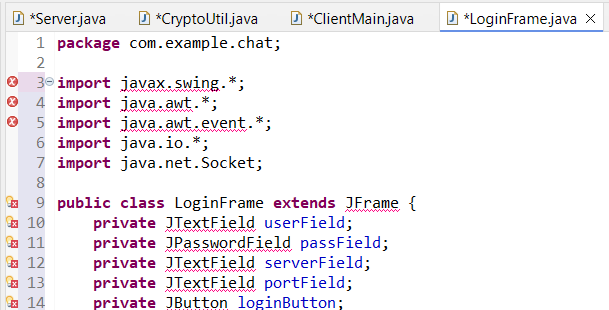 *Server.java *CryptoUtil.java *ClientMain.java *LoginFrame.java
1 package com.example.chat;
2
3 import javax.swing.*;
4 import java.awt.*;
5 import java.awt.event.*;
6 import java.io.*;
7 import java.net.Socket;
8
9 public class LoginFrame extends JFrame {
10 private JTextField userField;
11 private JPasswordField passField;
12 private JTextField serverField;
13 private JTextField portField;
14 private JButton loginButton;